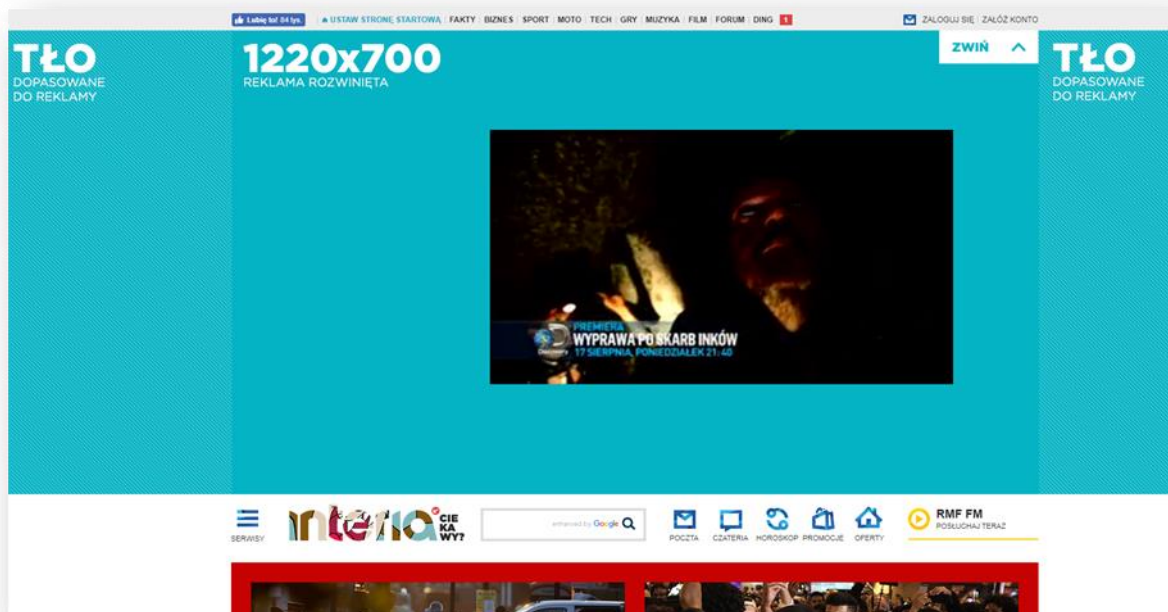 Lubię to! 84 tys. USTAW STRONĘ STARTOWĄ FAKTY BIZNES SPORT MOTO TECH GRY MUZYKA FILM FORUM DING 1 ZALOGUJ SIĘ ZAŁÓŻ KONTO
TŁO
DOPASOWANE
DO REKLAMY
1220x700
REKLAMA ROZWINIĘTA
ZWIŃ
TŁO
DOPASOWANE
DO REKLAMY
PREMIERA
WYPRAWA PO SKARB INKÓW
17 SIERPNIA, PONIEDZIAŁEK 21:40
Discovery
SERWISY
interia
CIE
KA
WY?
enhanced by Google
POCZTA CZATERIA HOROSKOP PROMOCJE OFERTY
RMF FM
POSŁUCHAJ TERAZ